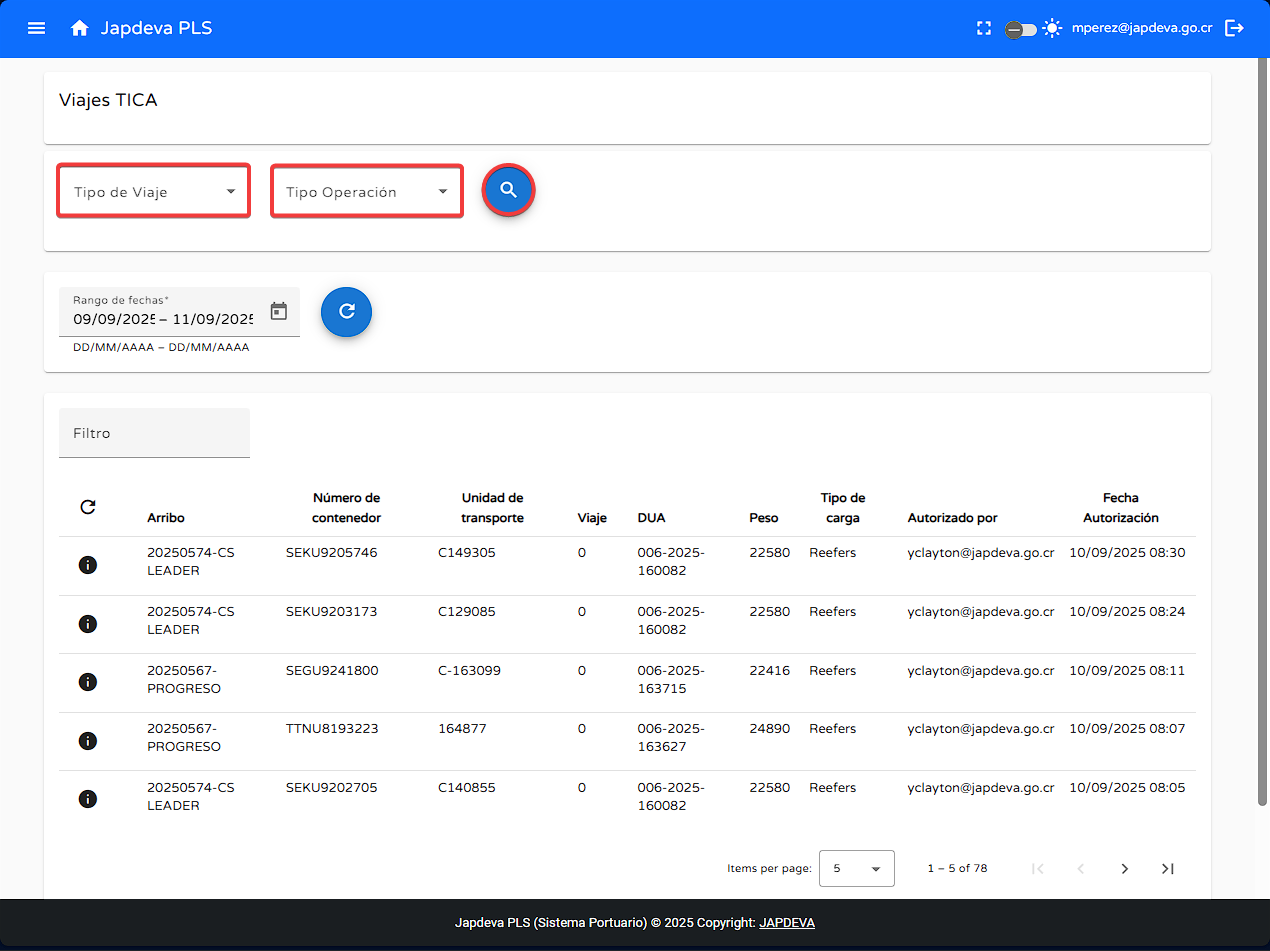 Japdeva PLS
mperez@japdeva.go.cr
Viajes TICA
Tipo de Viaje
Tipo Operación
Rango de fechas*
09/09/2025 – 11/09/2025
DD/MM/AAAA – DD/MM/AAAA
Filtro
Arribo Número de contenedor Unidad de transporte Viaje DUA Peso Tipo de carga Autorizado por Fecha Autorización
20250574-CS LEADER SEKU9205746 C149305 0 006-2025-160082 22580 Reefers yclayton@japdeva.go.cr 10/09/2025 08:30
20250574-CS LEADER SEKU9203173 C129085 0 006-2025-160082 22580 Reefers yclayton@japdeva.go.cr 10/09/2025 08:24
20250567-PROGRESO SEGU9241800 C-163099 0 006-2025-163715 22416 Reefers yclayton@japdeva.go.cr 10/09/2025 08:11
20250567-PROGRESO TTNU8193223 164877 0 006-2025-163627 24890 Reefers yclayton@japdeva.go.cr 10/09/2025 08:07
20250574-CS LEADER SEKU9202705 C140855 0 006-2025-160082 22580 Reefers yclayton@japdeva.go.cr 10/09/2025 08:05
Items per page: 5 1 – 5 of 78
Japdeva PLS (Sistema Portuario) © 2025 Copyright: JAPDEVA